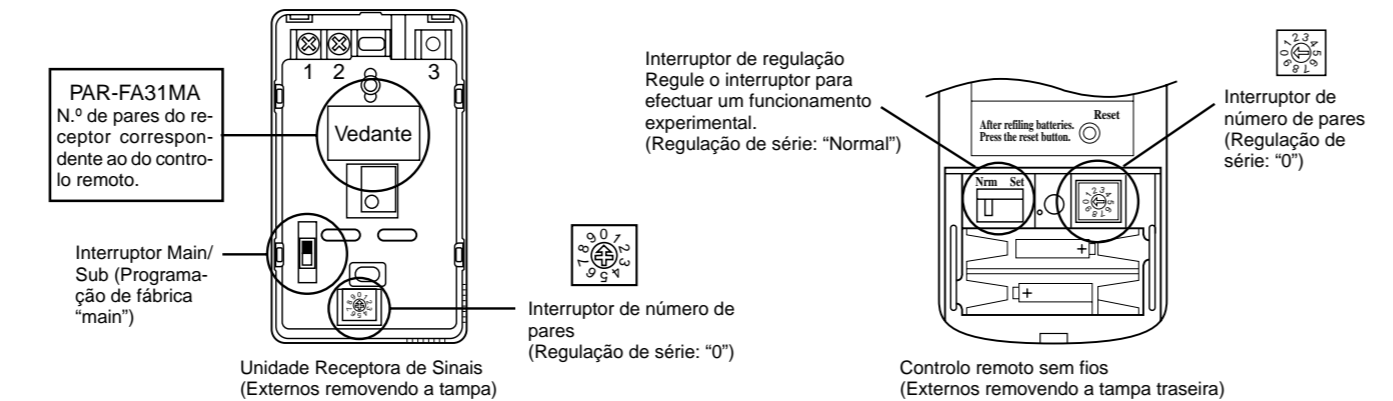 PAR-FA31MA
N.º de pares do re-
ceptor correspon-
dente ao do contro-
lo remoto.
Interruptor Main/
Sub (Programa-
ção de fábrica
“main”)
1 2 3
Vedante
Unidade Receptora de Sinais
(Externos removendo a tampa)
Interruptor de número de
pares
(Regulação de série: “0”)
Interruptor de regulação
Regule o interruptor para
efectuar um funcionamento
experimental.
(Regulação de série: “Normal”)
After refiling batteries.
Press the reset button.
Reset
Nrm Set
Controlo remoto sem fios
(Externos removendo a tampa traseira)
Interruptor de
número de pares
(Regulação de
série: “0”)